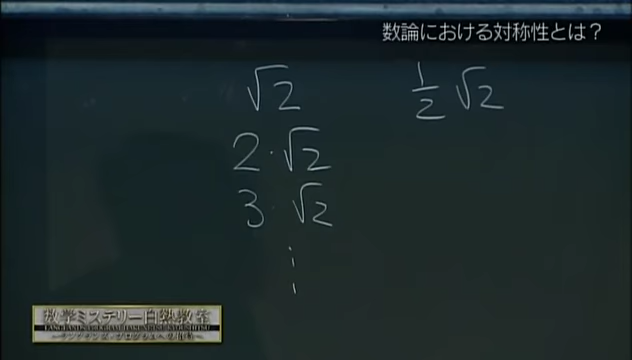 数論における対称性とは？
√2
1/2 √2
2・√2
3・√2
⋮
数学ミステリー白熱教室